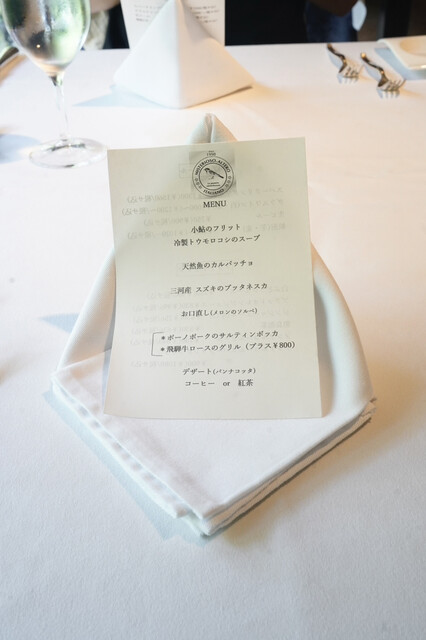 MENU
小鮎のフリット
冷製トウモロコシのスープ
天然魚のカルパッチョ
三河産 スズキのプッタネスカ
お口直し(メロンのソルベ)
＊ボーノポークのサルティンボッカ
＊飛騨牛ロースのグリル (プラス￥800)
デザート(パンナコッタ)
コーヒー or 紅茶